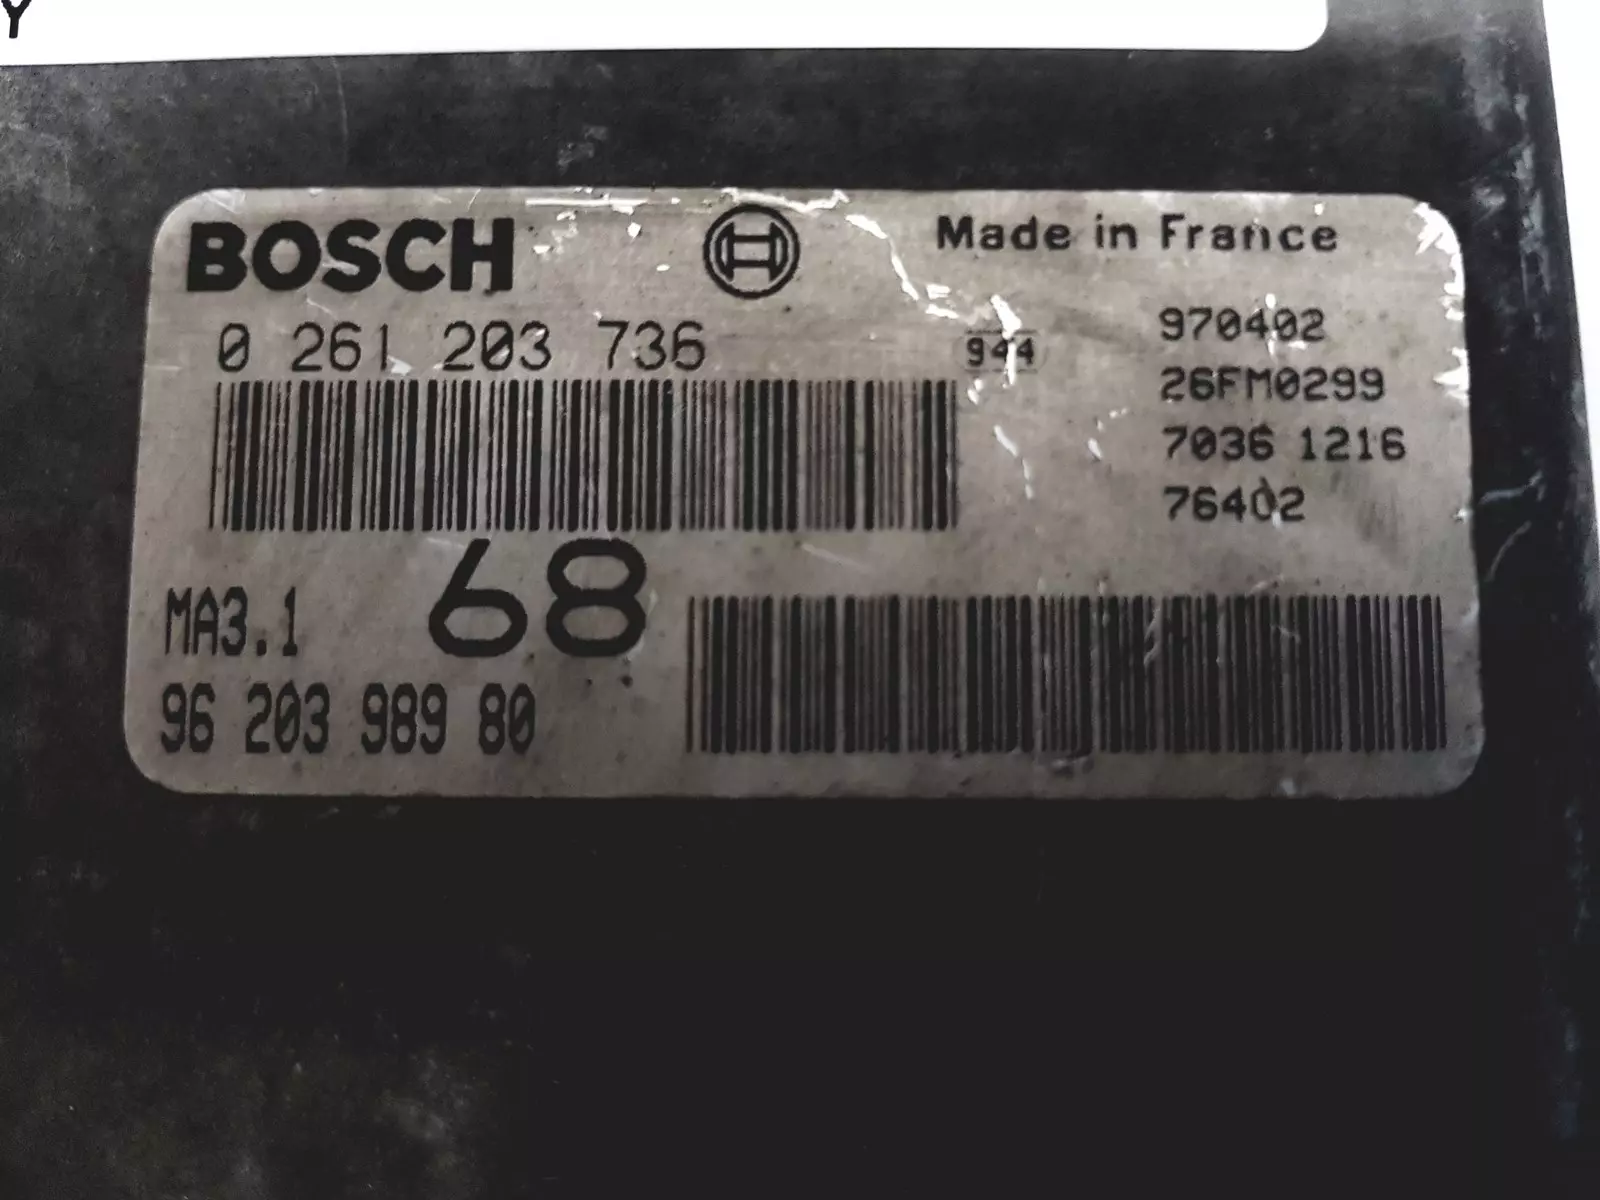 Y
BOSCH
Made in France
0 261 203 736
944
970402
26FM0299
7036 1216
76402
MA3.1
68
96 203 989 80